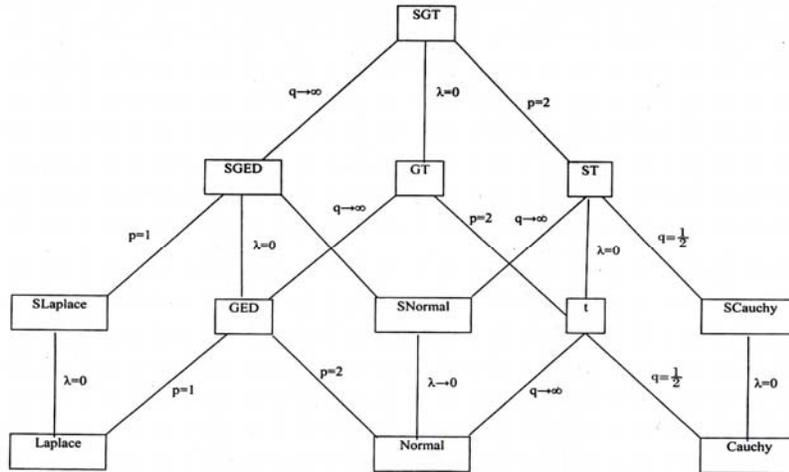 SGT
q→∞
λ=0
p=2
SGED
GT
ST
q→∞
p=2
q→∞
p=1
λ=0
λ=0
q=1/2
SLaplace
GED
SNormal
t
SCauchy
λ=0
p=1
p=2
λ→0
q→∞
q=1/2
λ=0
Laplace
Normal
Cauchy